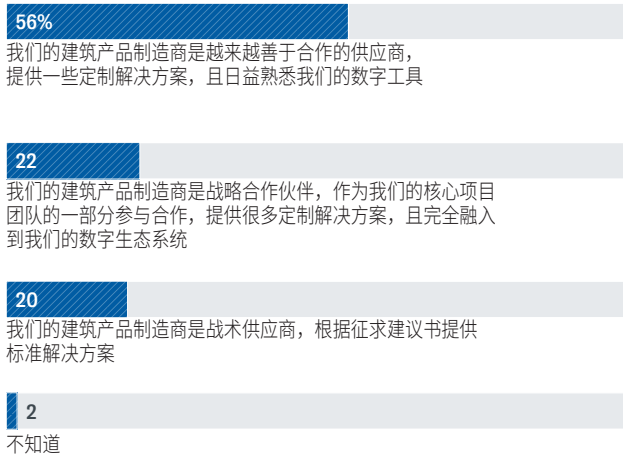 56%
我们的建筑产品制造商是越来越善于合作的供应商，
提供一些定制解决方案，且日益熟悉我们的数字工具
22
我们的建筑产品制造商是战略合作伙伴，作为我们的核心项目
团队的一部分参与合作，提供很多定制解决方案，且完全融入
到我们的数字生态系统
20
我们的建筑产品制造商是战术供应商，根据征求建议书提供
标准解决方案
2
不知道